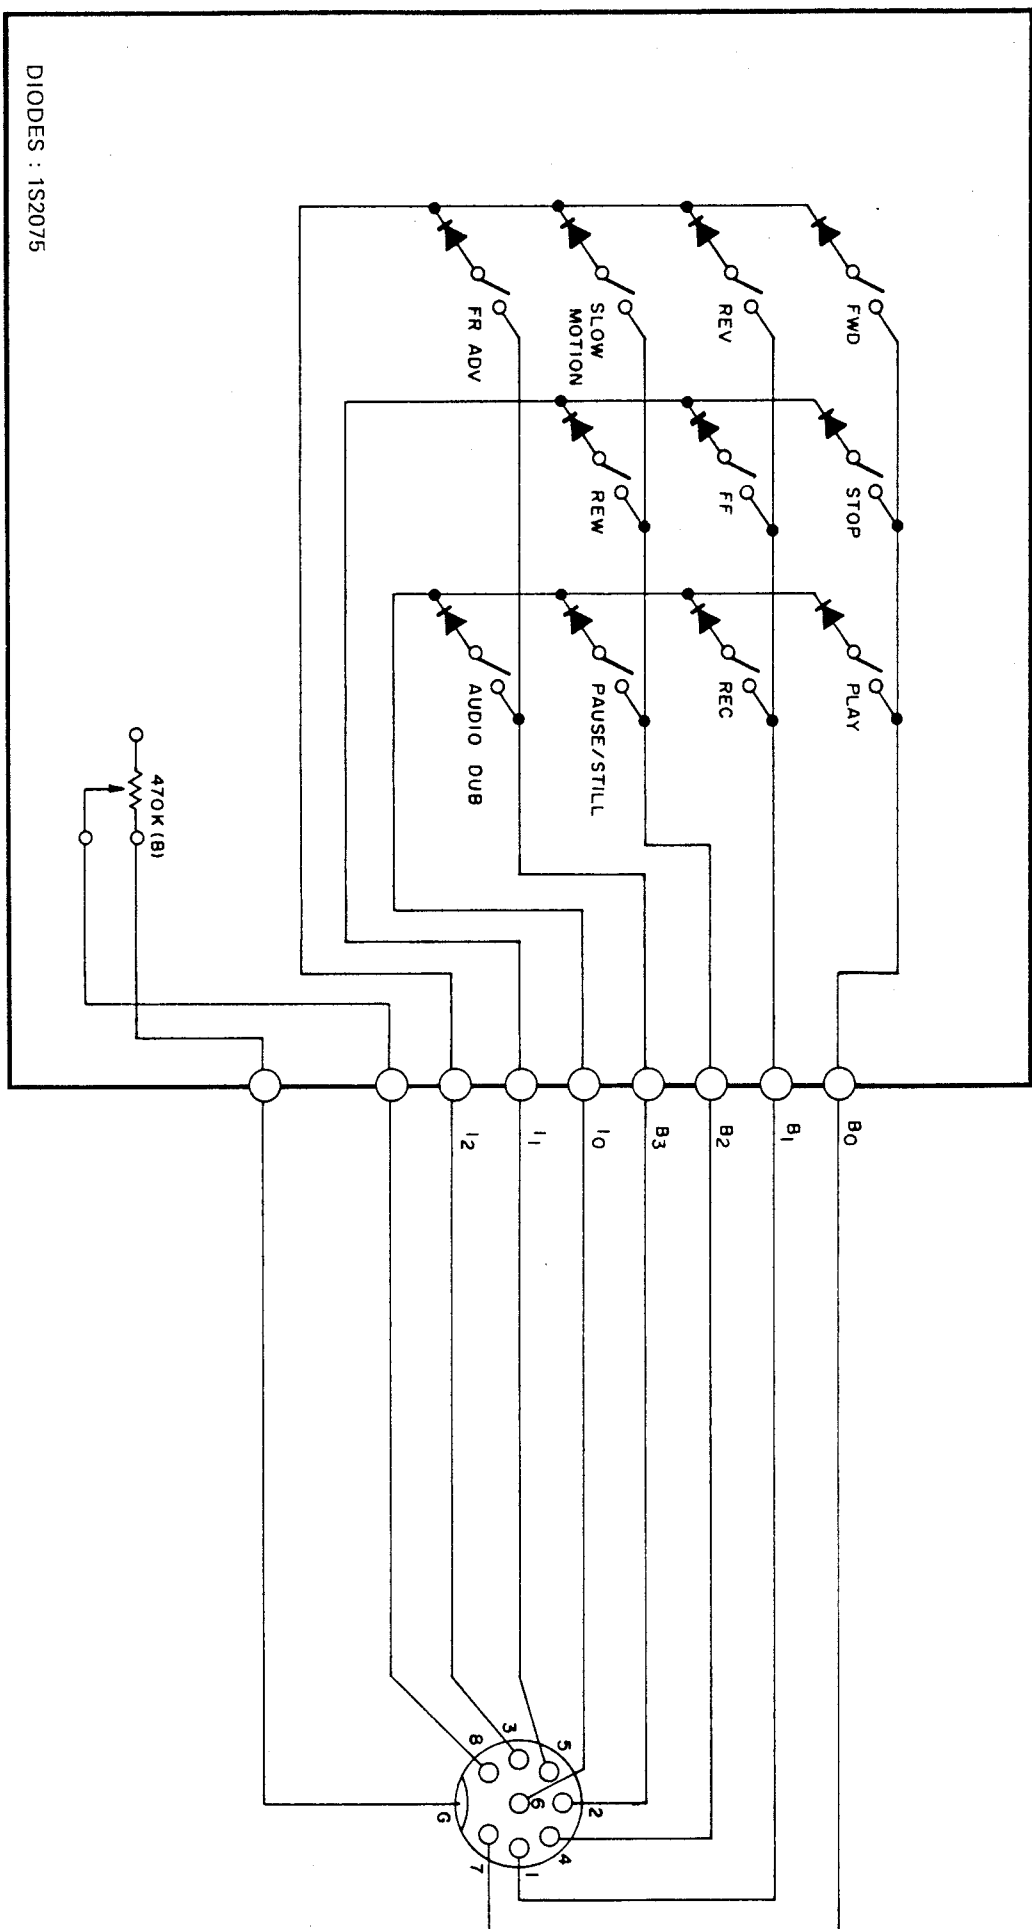 DIODES : 1S2075
FWD
REV
SLOW
MOTION
FR ADV
STOP
FF
REW
PLAY
REC
PAUSE/STILL
AUDIO DUB
470K (B)
B0
B1
B2
B3
I0
I1
I2
5
3
8
2
6
G
4
1
7